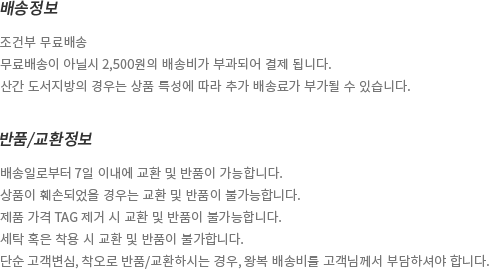 배송정보
조건부 무료배송
무료배송이 아닐시 2,500원의 배송비가 부과되어 결제 됩니다.
산간 도서지방의 경우는 상품 특성에 따라 추가 배송료가 부가될 수 있습니다.
반품/교환정보
배송일로부터 7일 이내에 교환 및 반품이 가능합니다.
상품이 훼손되었을 경우는 교환 및 반품이 불가능합니다.
제품 가격 TAG 제거 시 교환 및 반품이 불가능합니다.
세탁 혹은 착용 시 교환 및 반품이 불가합니다.
단순 고객변심, 착오로 반품/교환하시는 경우, 왕복 배송비를 고객님께서 부담하셔야 합니다.